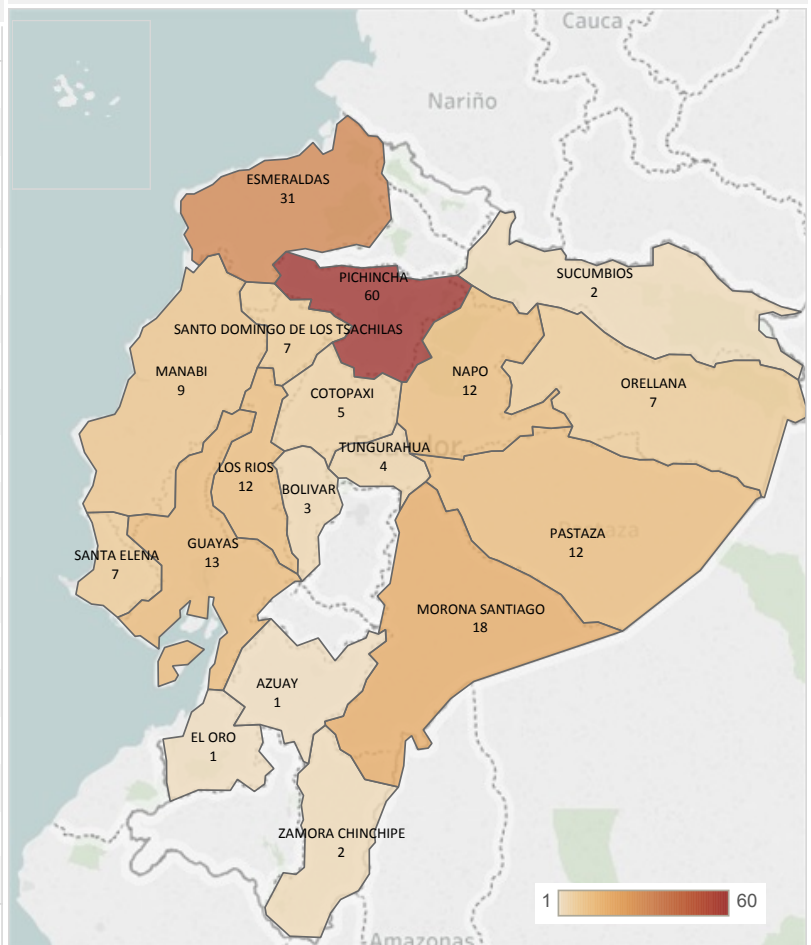 Cauca
Nariño
ESMERALDAS
31
PICHINCHA
60
SUCUMBIOS
2
SANTO DOMINGO DE LOS TSACHILAS
7
MANABI
9
COTOPAXI
5
NAPO
12
ORELLANA
7
Ecuador
TUNGURAHUA
4
LOS RIOS
12
BOLIVAR
3
PASTAZA
12
Pastaza
GUAYAS
13
SANTA ELENA
7
MORONA SANTIAGO
18
AZUAY
1
EL ORO
1
ZAMORA CHINCHIPE
2
1 60
Amazonas